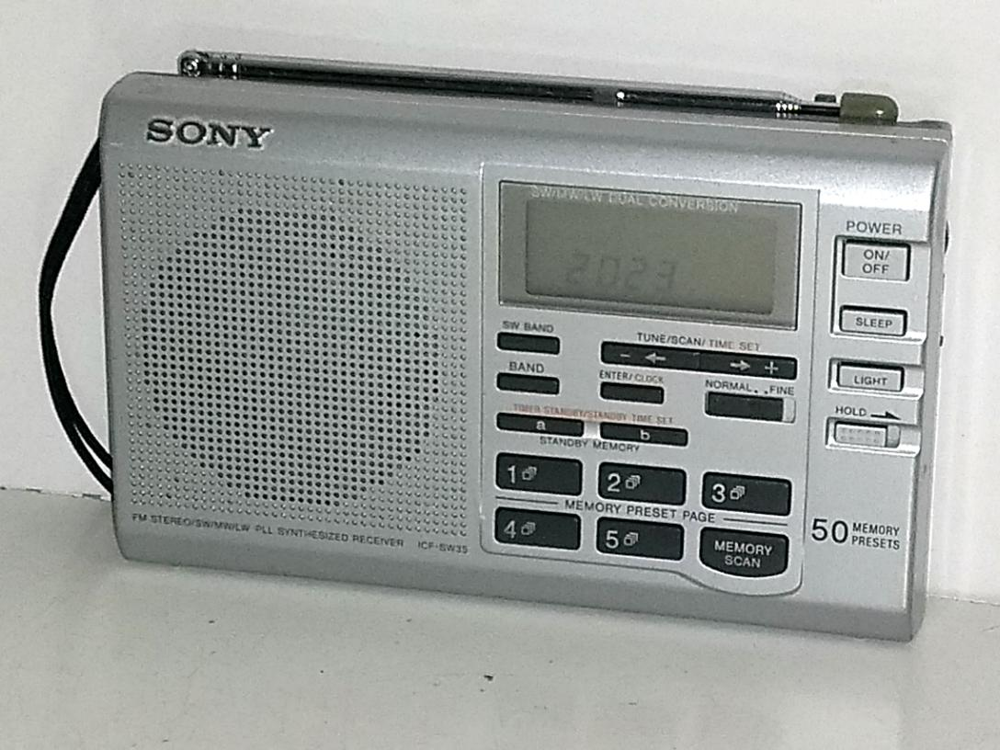 SONY
SW/MW/LW DUAL CONVERSION
2023
POWER
ON/
OFF
SLEEP
LIGHT
HOLD
SW BAND
TUNE/SCAN/TIME SET
− ← → +
BAND
ENTER/CLOCK
NORMAL . . FINE
TIMER STANDBY/STANDBY TIME SET
a b
STANDBY MEMORY
1 2 3
MEMORY PRESET PAGE
4 5 MEMORY
SCAN
50 MEMORY
PRESETS
FM STEREO/SW/MW/LW PLL SYNTHESIZED RECEIVER ICF-SW35